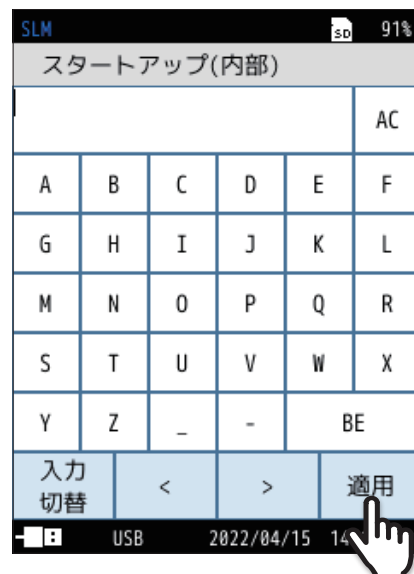 SLM SD 91%
スタートアップ(内部)
AC
A B C D E F
G H I J K L
M N O P Q R
S T U V W X
Y Z _ - BE
入力切替 < > 適用
USB 2022/04/15 14